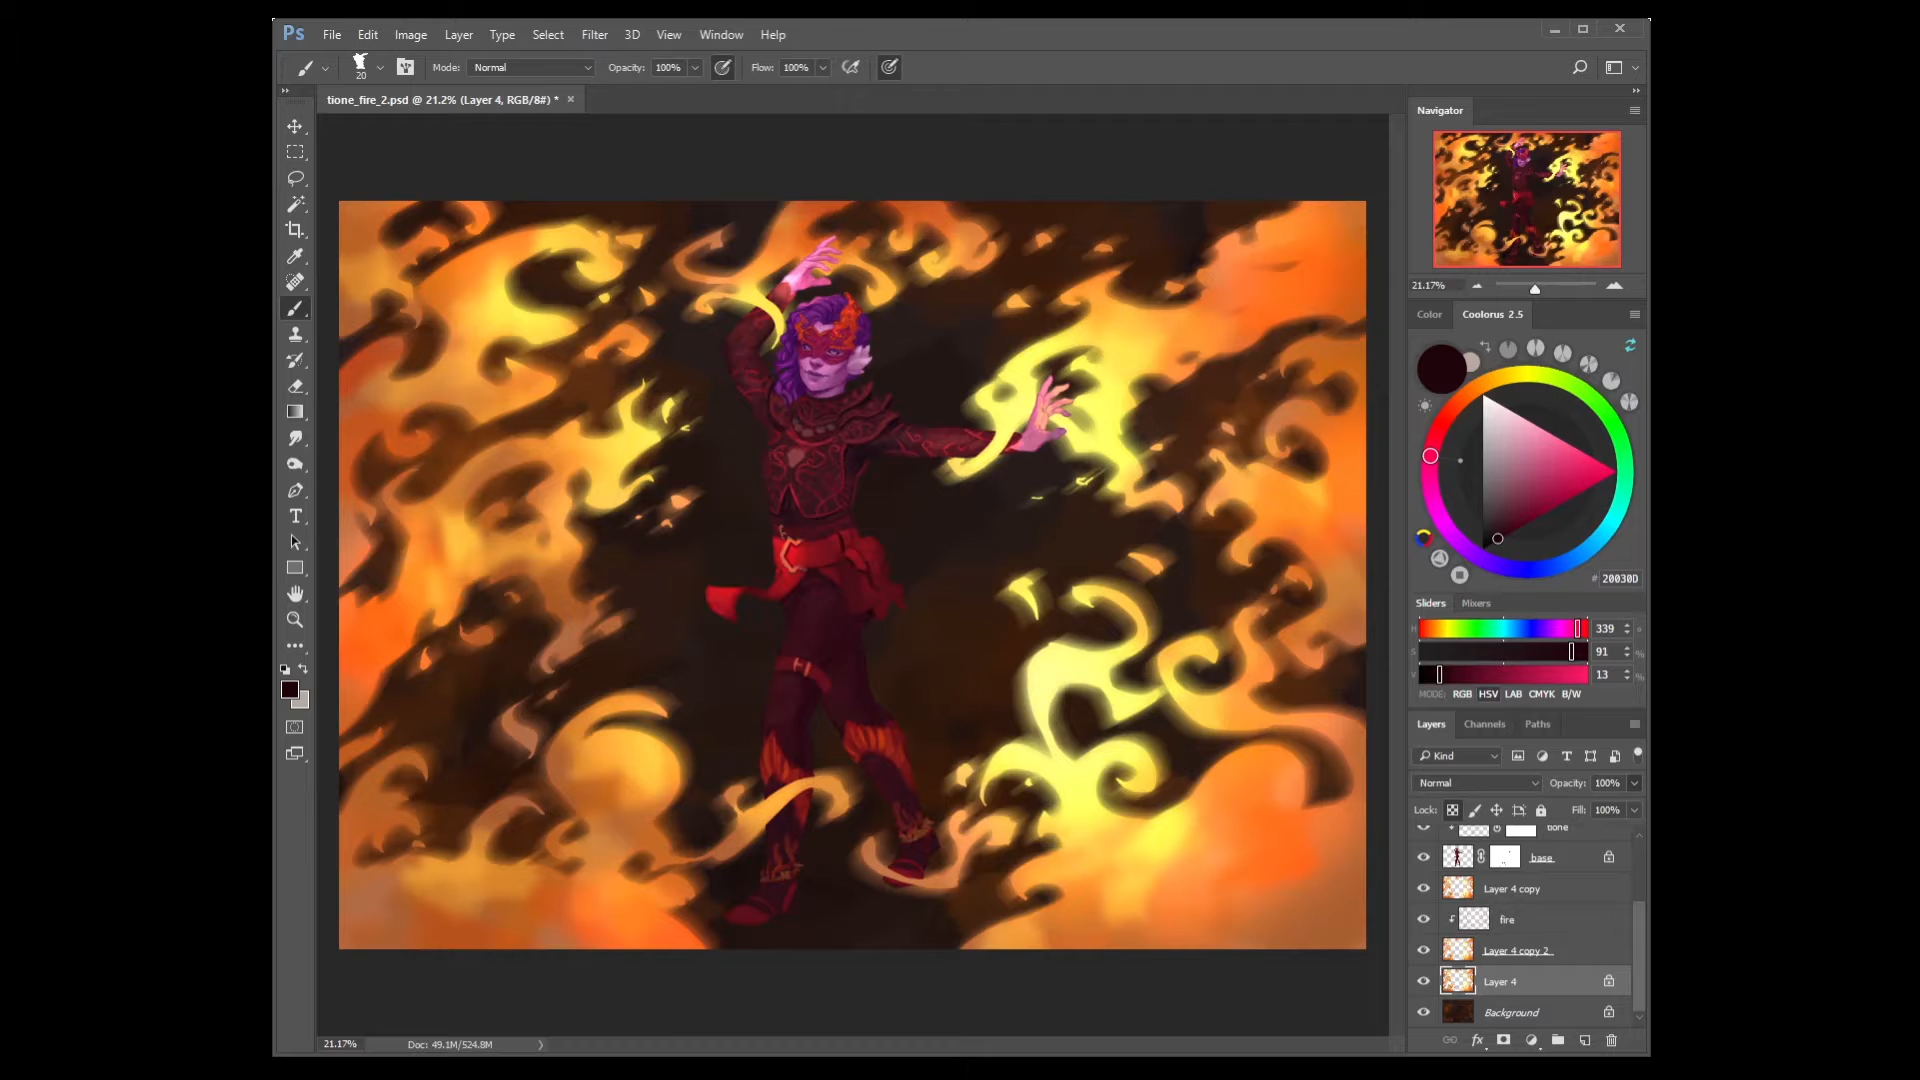 Ps File Edit Image Layer Type Select Filter 3D View Window Help
20 Mode: Normal Opacity: 100% Flow: 100%
tione_fire_2.psd @ 21.2% (Layer 4, RGB/8#) *
Navigator
21.17%
Color Coolorus 2.5
# 20030D
Sliders Mixers
H 339 °
S 91 %
V 13 %
MODE: RGB HSV LAB CMYK B/W
Layers Channels Paths
Kind
Normal Opacity: 100%
Lock: Fill: 100%
tione
base
Layer 4 copy
fire
Layer 4 copy 2
Layer 4
Background
fx
21.17% Doc: 49.1M/524.8M